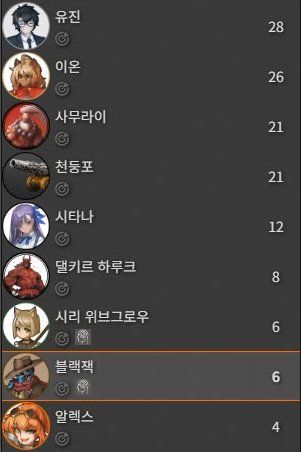 유진
28
이온
26
사무라이
21
천둥포
21
시타나
12
댈키르 하루크
8
시리 위브그로우
6
블랙잭
6
알렉스
4